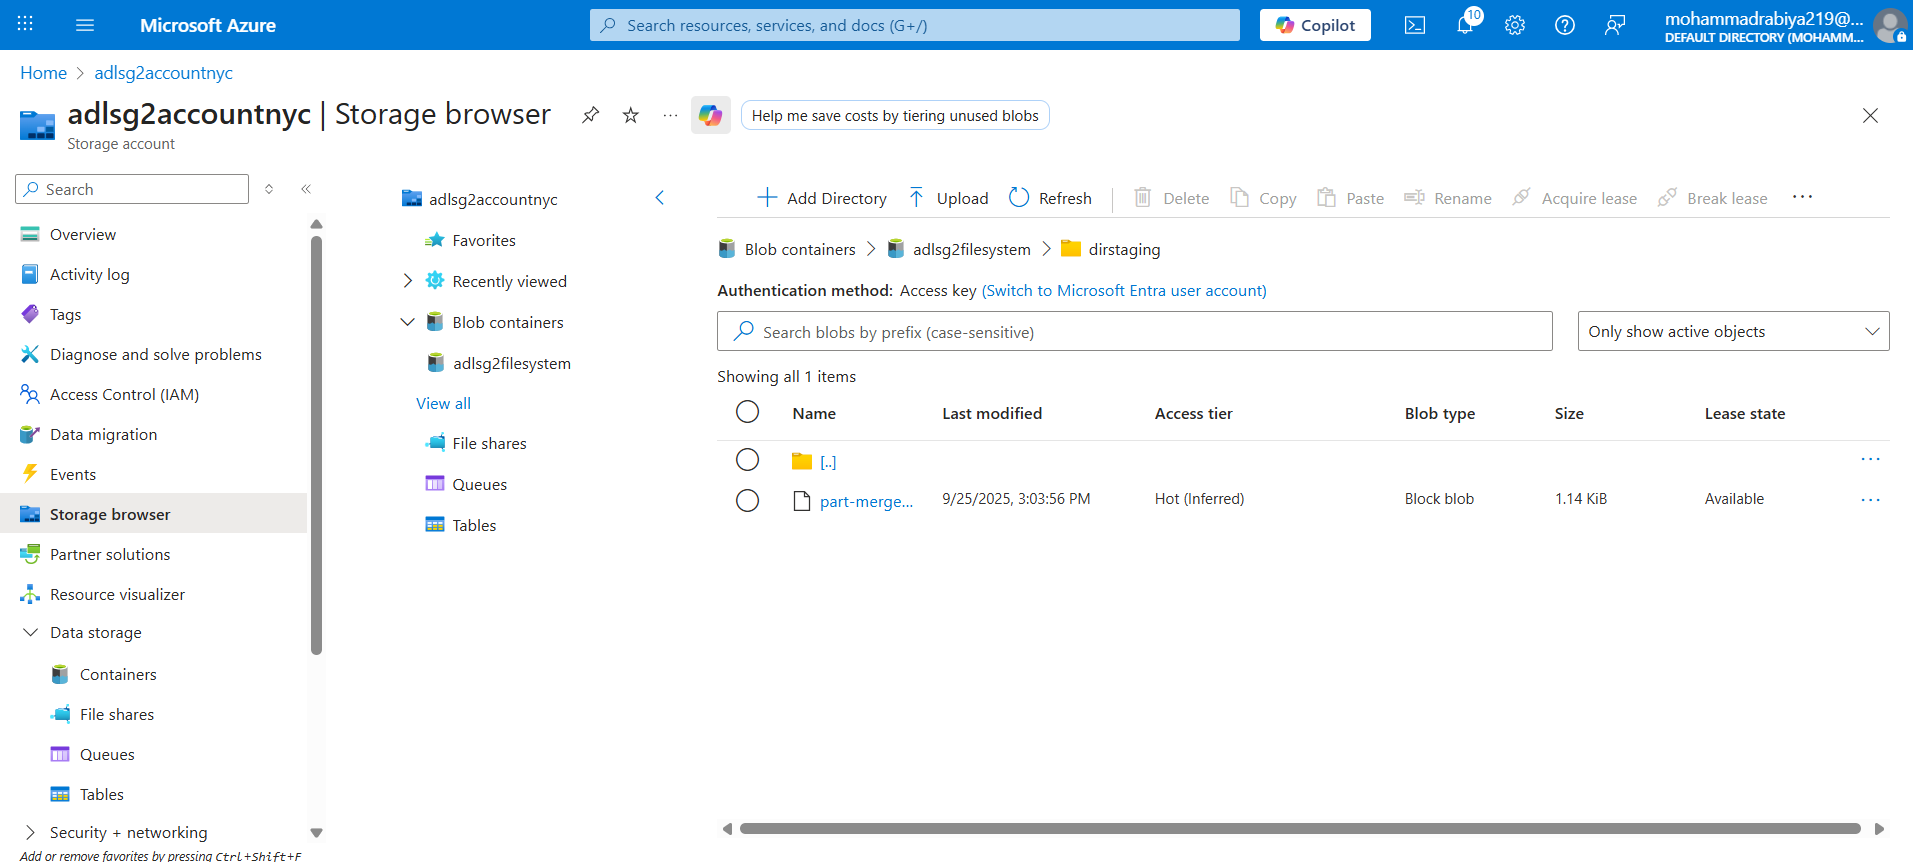 Microsoft Azure
Search resources, services, and docs (G+/)
Copilot
10
mohammadrabiya219@...
DEFAULT DIRECTORY (MOHAMM...
Home > adlsg2accountnyc
adlsg2accountnyc | Storage browser
...
Help me save costs by tiering unused blobs
Storage account
Search
Overview
Activity log
Tags
Diagnose and solve problems
Access Control (IAM)
Data migration
Events
Storage browser
Partner solutions
Resource visualizer
Data storage
Containers
File shares
Queues
Tables
Security + networking
Add or remove favorites by pressing Ctrl+Shift+F
adlsg2accountnyc
Favorites
Recently viewed
Blob containers
adlsg2filesystem
View all
File shares
Queues
Tables
Add Directory Upload Refresh Delete Copy Paste Rename Acquire lease Break lease ...
Blob containers > adlsg2filesystem > dirstaging
Authentication method: Access key (Switch to Microsoft Entra user account)
Search blobs by prefix (case-sensitive)
Only show active objects
Showing all 1 items
Name Last modified Access tier Blob type Size Lease state
[..] ...
part-merge... 9/25/2025, 3:03:56 PM Hot (Inferred) Block blob 1.14 KiB Available ...